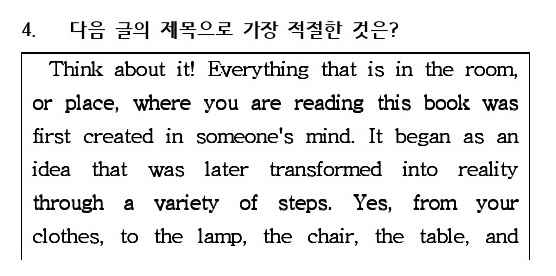 4. 다음 글의 제목으로 가장 적절한 것은?
Think about it! Everything that is in the room,
or place, where you are reading this book was
first created in someone's mind. It began as an
idea that was later transformed into reality
through a variety of steps. Yes, from your
clothes, to the lamp, the chair, the table, and